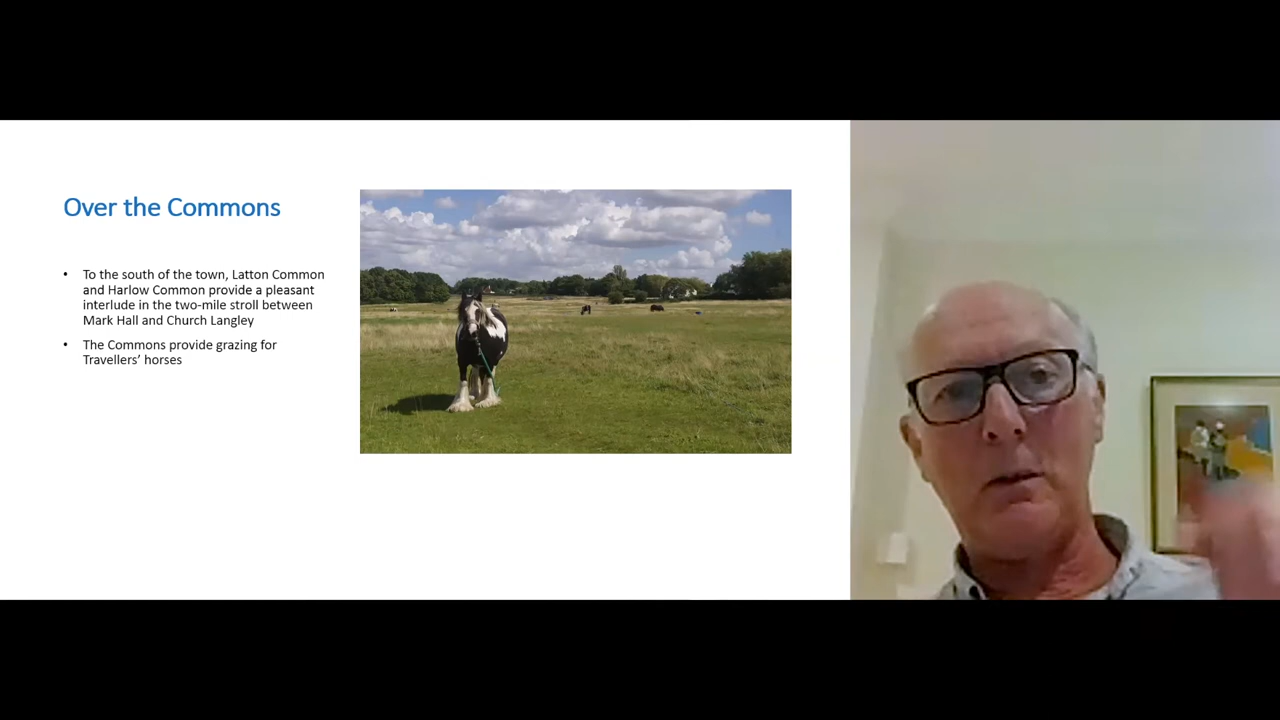 Over the Commons
• To the south of the town, Latton Common
and Harlow Common provide a pleasant
interlude in the two-mile stroll between
Mark Hall and Church Langley
• The Commons provide grazing for
Travellers’ horses